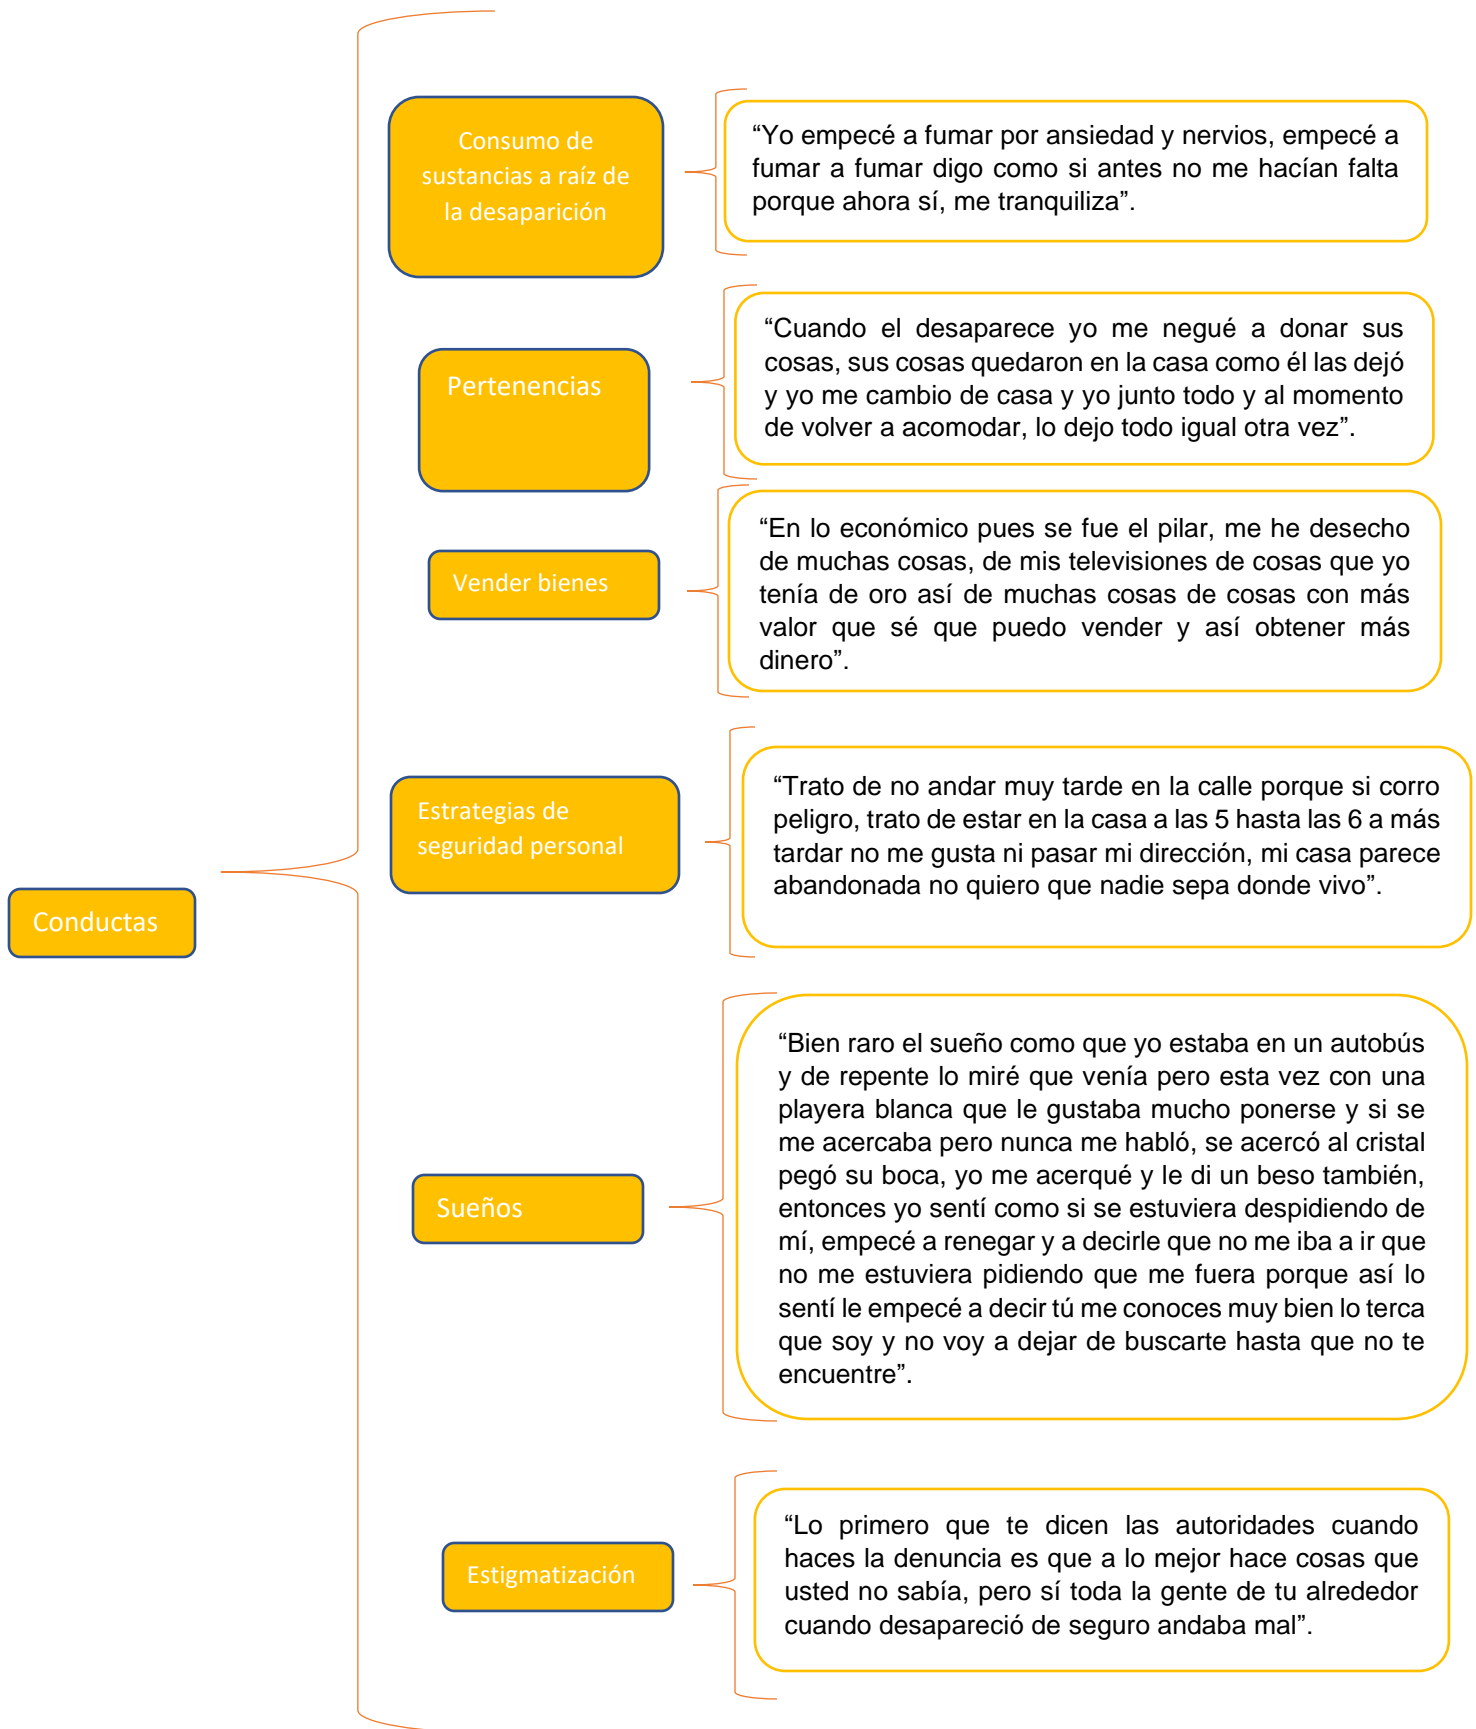 Consumo de
sustancias a raíz de
la desaparición
“Yo empecé a fumar por ansiedad y nervios, empecé a
fumar a fumar digo como si antes no me hacían falta
porque ahora sí, me tranquiliza”.
Pertenencias
“Cuando el desaparece yo me negué a donar sus
cosas, sus cosas quedaron en la casa como él las dejó
y yo me cambio de casa y yo junto todo y al momento
de volver a acomodar, lo dejo todo igual otra vez”.
Vender bienes
“En lo económico pues se fue el pilar, me he desecho
de muchas cosas, de mis televisiones de cosas que yo
tenía de oro así de muchas cosas de cosas con más
valor que sé que puedo vender y así obtener más
dinero”.
Estrategias de
seguridad personal
“Trato de no andar muy tarde en la calle porque si corro
peligro, trato de estar en la casa a las 5 hasta las 6 a más
tardar no me gusta ni pasar mi dirección, mi casa parece
abandonada no quiero que nadie sepa donde vivo”.
Conductas
Sueños
“Bien raro el sueño como que yo estaba en un autobús
y de repente lo miré que venía pero esta vez con una
playera blanca que le gustaba mucho ponerse y si se
me acercaba pero nunca me habló, se acercó al cristal
pegó su boca, yo me acerqué y le di un beso también,
entonces yo sentí como si se estuviera despidiendo de
mí, empecé a renegar y a decirle que no me iba a ir que
no me estuviera pidiendo que me fuera porque así lo
sentí le empecé a decir tú me conoces muy bien lo terca
que soy y no voy a dejar de buscarte hasta que no te
encuentre”.
Estigmatización
“Lo primero que te dicen las autoridades cuando
haces la denuncia es que a lo mejor hace cosas que
usted no sabía, pero sí toda la gente de tu alrededor
cuando desapareció de seguro andaba mal”.